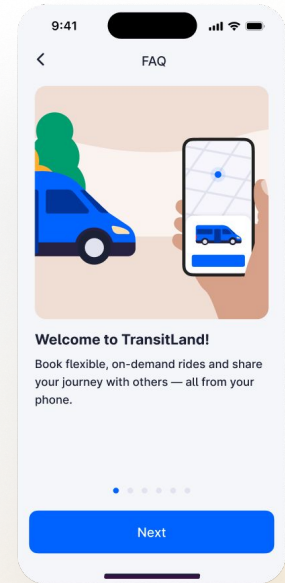 9:41
FAQ
Welcome to TransitLand!
Book flexible, on-demand rides and share
your journey with others — all from your
phone.
Next